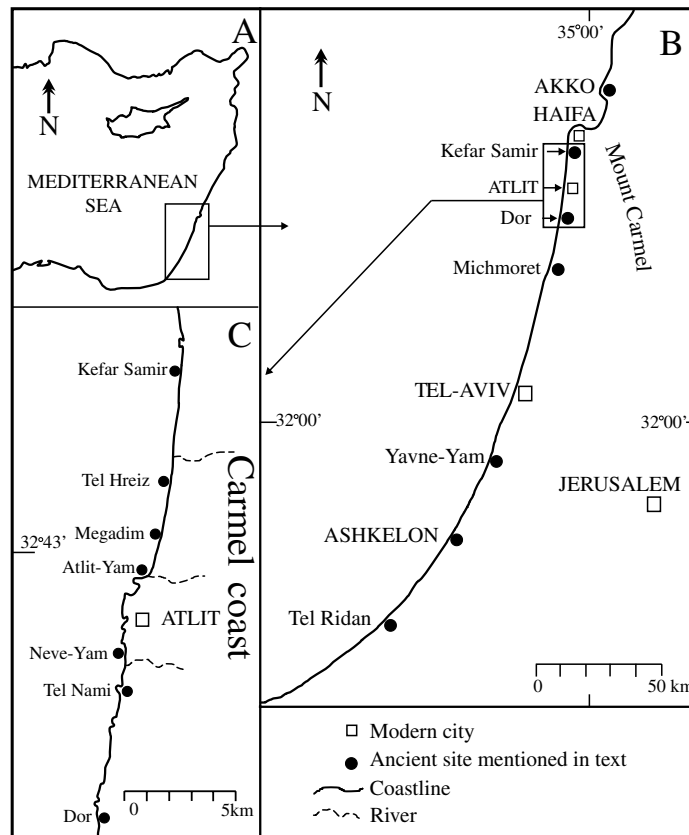 A
N
MEDITERRANEAN
SEA
B
35°00’
N
AKKO
HAIFA
Kefar Samir
ATLIT
Dor
Mount Carmel
Michmoret
TEL-AVIV
32°00’
32°00’
Yavne-Yam
JERUSALEM
ASHKELON
Tel Ridan
0
50 km
C
Kefar Samir
Tel Hreiz
Megadim
32°43’
Atlit-Yam
ATLIT
Neve-Yam
Tel Nami
Carmel coast
0
5km
Dor
Modern city
Ancient site mentioned in text
Coastline
River